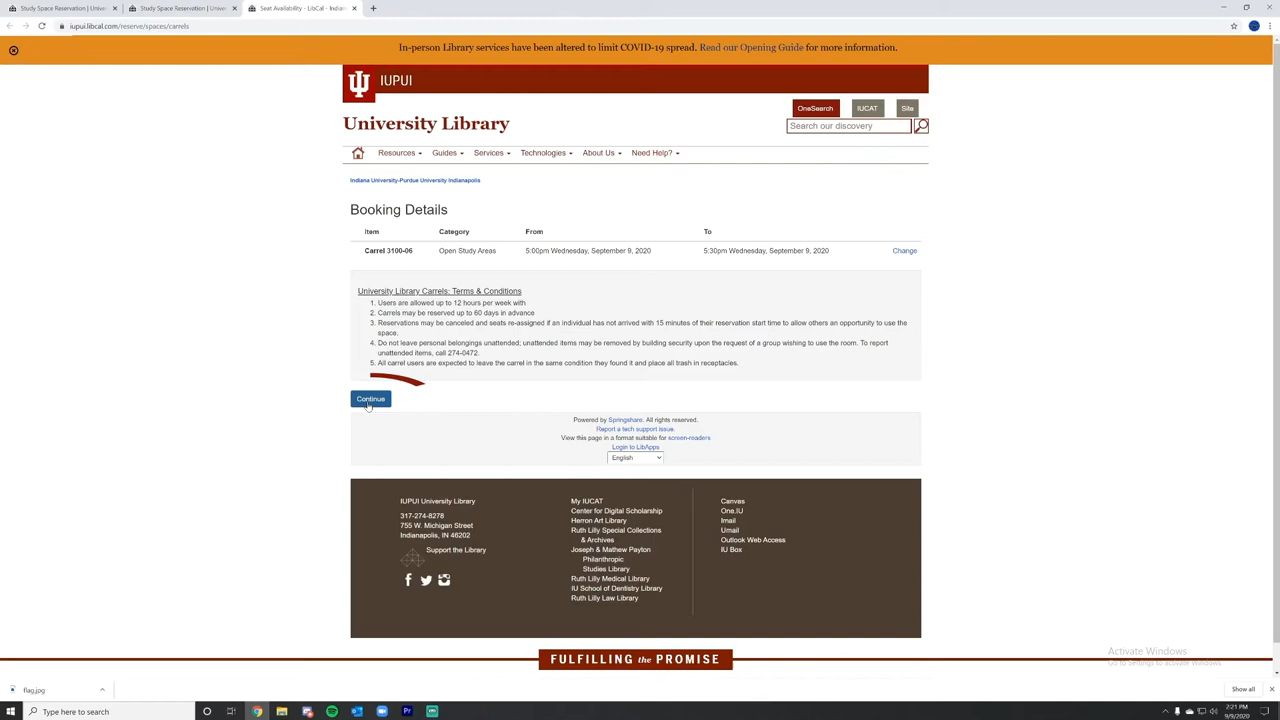 Study Space Reservation | Univers
Study Space Reservation | Univers
Seat Availability - LibCal - Indiana
iupui.libcal.com/reserve/spaces/carrels
In-person Library services have been altered to limit COVID-19 spread. Read our Opening Guide for more information.
IUPUI
OneSearch IUCAT Site
University Library
Search our discovery
Resources Guides Services Technologies About Us Need Help?
Indiana University-Purdue University Indianapolis
Booking Details
Item Category From To
Carrel 3100-06 Open Study Areas 5:00pm Wednesday, September 9, 2020 5:30pm Wednesday, September 9, 2020 Change
University Library Carrels: Terms & Conditions
1. Users are allowed up to 12 hours per week with
2. Carrels may be reserved up to 60 days in advance
3. Reservations may be canceled and seats re-assigned if an individual has not arrived with 15 minutes of their reservation start time to allow others an opportunity to use the
space.
4. Do not leave personal belongings unattended; unattended items may be removed by building security upon the request of a group wishing to use the room. To report
unattended items, call 274-0472.
5. All carrel users are expected to leave the carrel in the same condition they found it and place all trash in receptacles.
Continue
Powered by Springshare. All rights reserved.
Report a tech support issue.
View this page in a format suitable for screen-readers
Login to LibApps
English
IUPUI University Library
317-274-8278
755 W. Michigan Street
Indianapolis, IN 46202
Support the Library
My IUCAT
Center for Digital Scholarship
Herron Art Library
Ruth Lilly Special Collections
& Archives
Joseph & Mathew Payton
Philanthropic
Studies Library
Ruth Lilly Medical Library
IU School of Dentistry Library
Ruth Lilly Law Library
Canvas
One.IU
Imail
Umail
Outlook Web Access
IU Box
FULFILLING the PROMISE
Activate Windows
Go to Settings to activate Windows.
flag.jpg
Show all
Type here to search
2:21 PM
9/9/2020